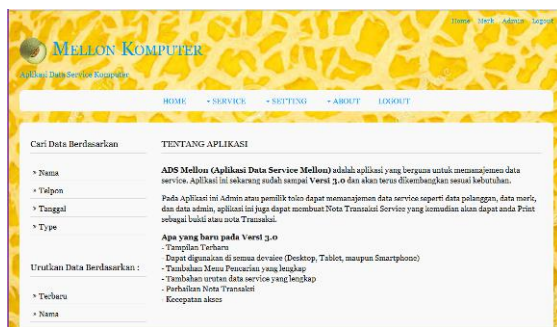 Home Merk Admin Logout
MELLON KOMPUTER
Aplikasi Data Service Komputer
HOME SERVICE SETTING ABOUT LOGOUT
Cari Data Berdasarkan
» Nama
» Telpon
» Tanggal
» Type
Urutkan Data Berdasarkan :
» Terbaru
» Nama
TENTANG APLIKASI
ADS Mellon (Aplikasi Data Service Mellon) adalah aplikasi yang berguna untuk memanajemen data
service. Aplikasi ini sekarang sudah sampai Versi 3.0 dan akan terus dikembangkan sesuai kebutuhan.
Pada Aplikasi ini Admin atau pemilik toko dapat memanajemen data service seperti data pelanggan, data merk,
dan data admin, aplikasi ini juga dapat membuat Nota Transaksi Service yang kemudian akan dapat anda Print
sebagai bukti atau nota Transaksi.
Apa yang baru pada Versi 3.0
- Tampilan Terbaru
- Dapat digunakan di semua devaice (Desktop, Tablet, maupun Smartphone)
- Tambahan Menu Pencarian yang lengkap
- Tambahan urutan data service yang lengkap
- Perbaikan Nota Transaksi
- Kecepatan akses